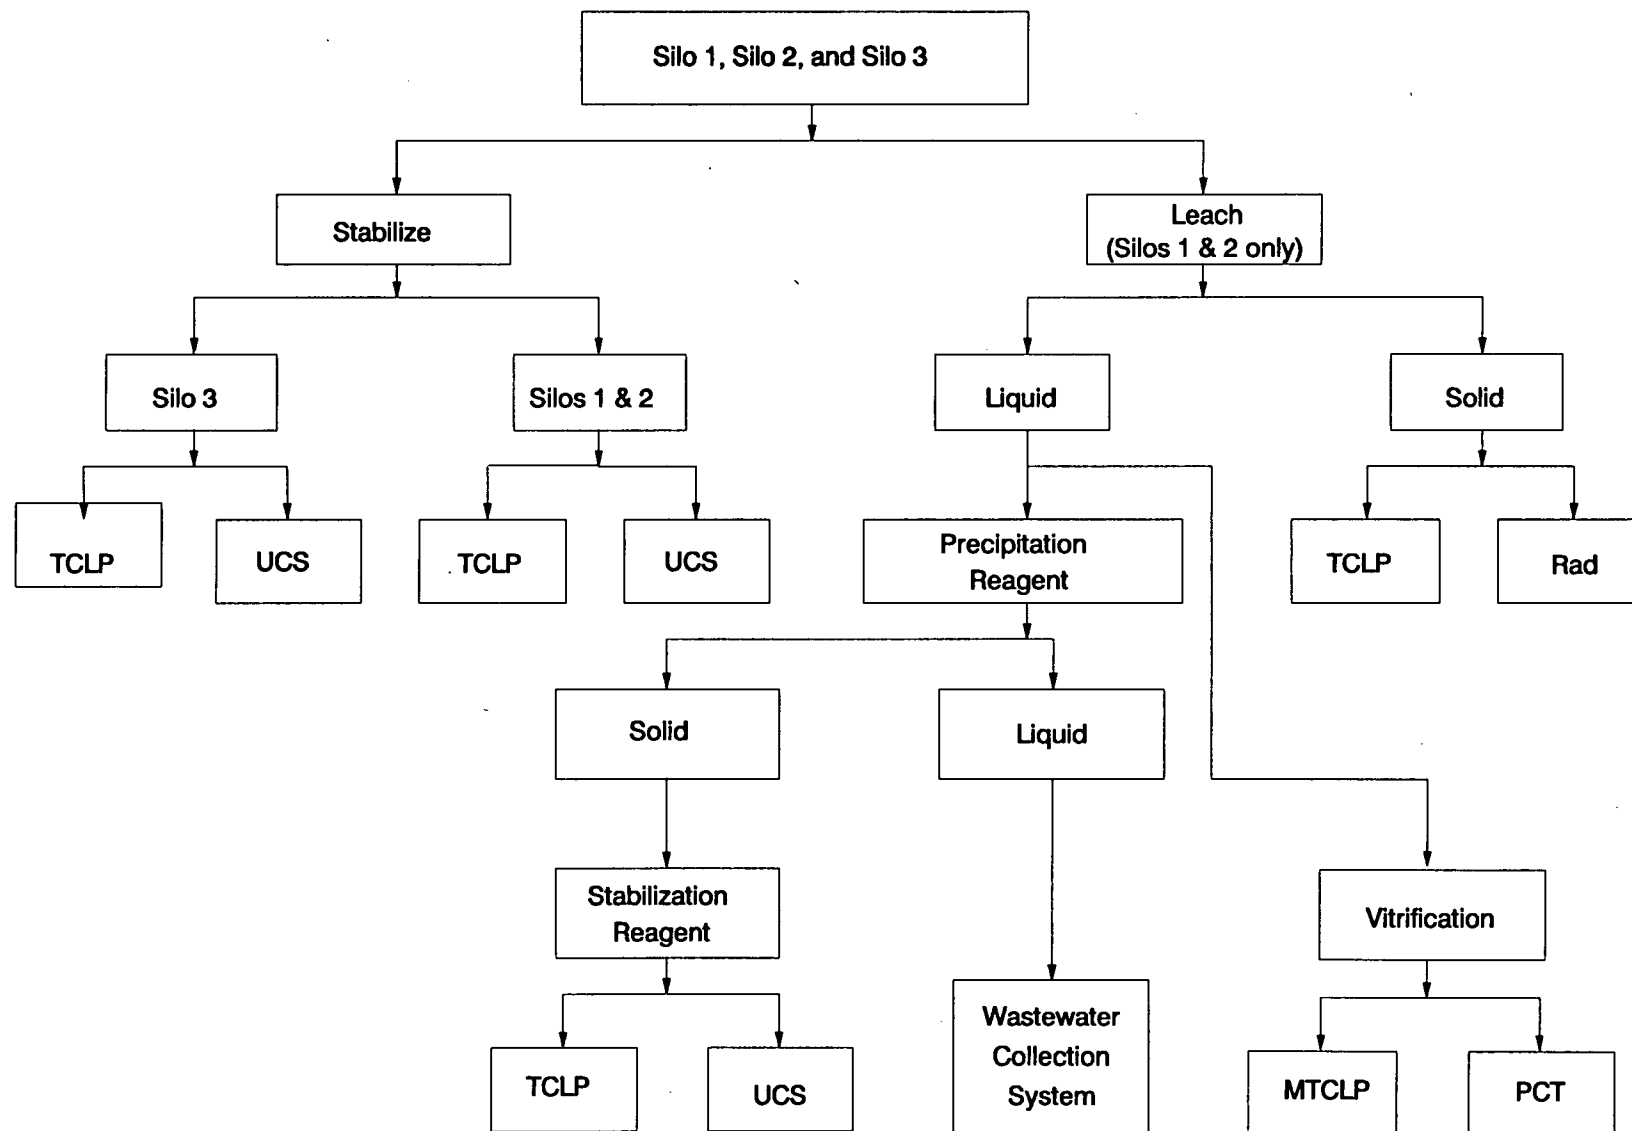 Silo 1, Silo 2, and Silo 3
Stabilize
Leach
(Silos 1 & 2 only)
Silo 3
Silos 1 & 2
Liquid
Solid
TCLP
UCS
TCLP
UCS
Precipitation
Reagent
TCLP
Rad
Solid
Liquid
Stabilization
Reagent
Vitrification
Wastewater
Collection
System
TCLP
UCS
MTCLP
PCT